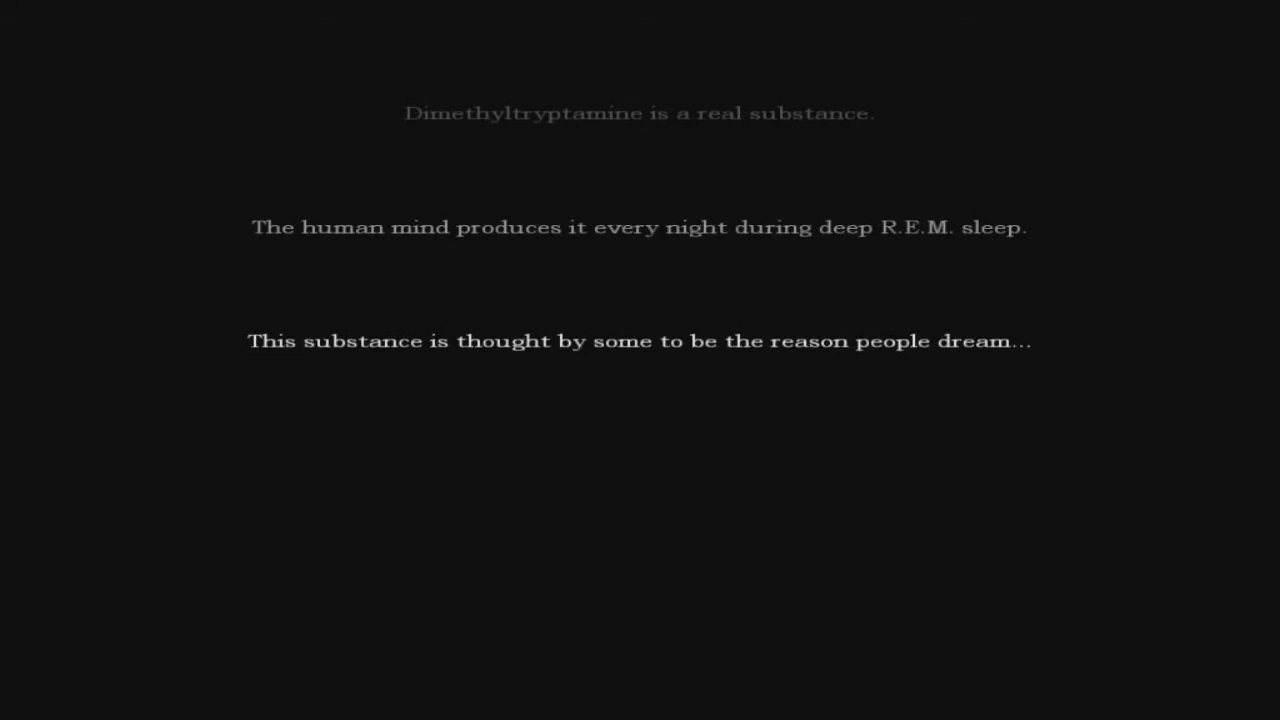 Dimethyltryptamine is a real substance.
The human mind produces it every night during deep R.E.M. sleep.
This substance is thought by some to be the reason people dream...